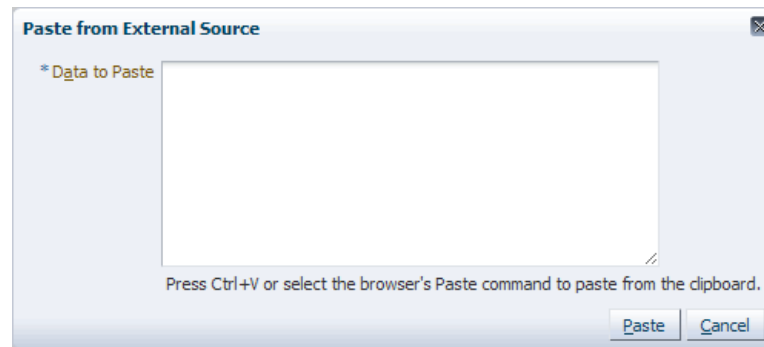 Paste from External Source
* Data to Paste
Press Ctrl+V or select the browser's Paste command to paste from the clipboard.
Paste Cancel